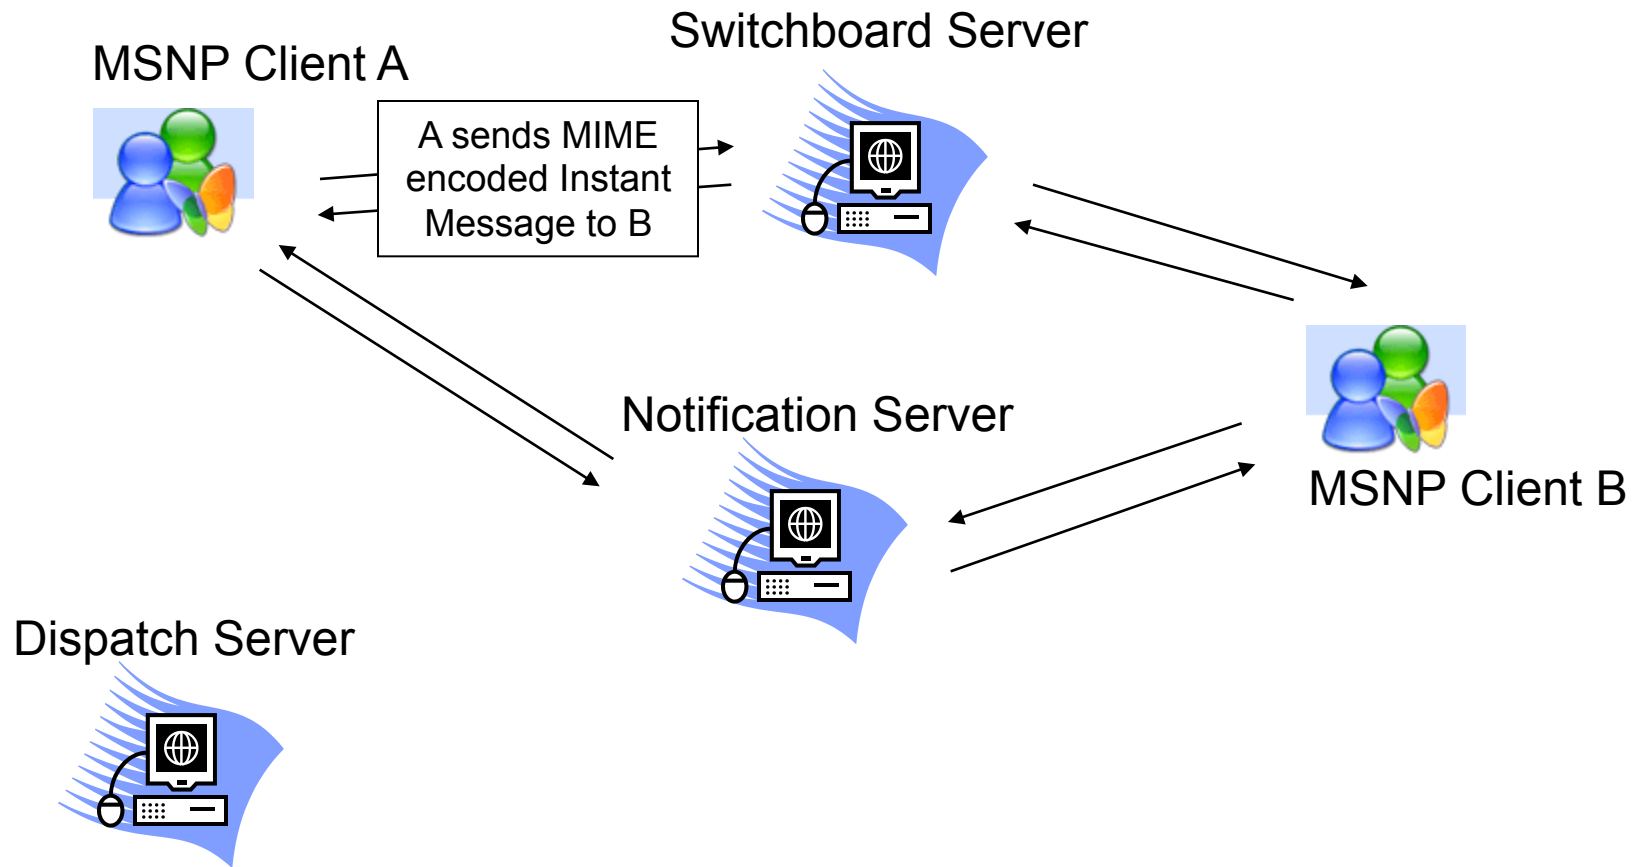 Switchboard Server
MSNP Client A
A sends MIME
encoded Instant
Message to B
Notification Server
MSNP Client B
Dispatch Server